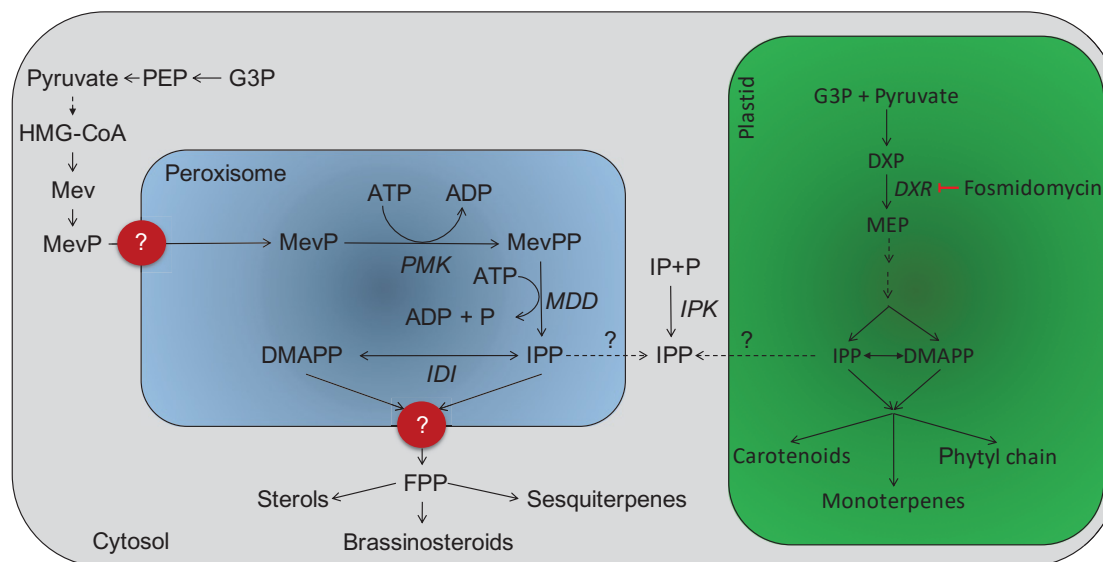 Pyruvate
PEP
G3P
HMG-CoA
Mev
MevP
?
Peroxisome
ATP
ADP
MevP
MevPP
PMK
ATP
MDD
ADP + P
DMAPP
IPP
IDI
?
?
IP+P
IPK
IPP
?
FPP
Sterols
Sesquiterpenes
Brassinosteroids
Cytosol
Plastid
G3P + Pyruvate
DXP
DXR
Fosmidomycin
MEP
IPP
DMAPP
Carotenoids
Phytyl chain
Monoterpenes